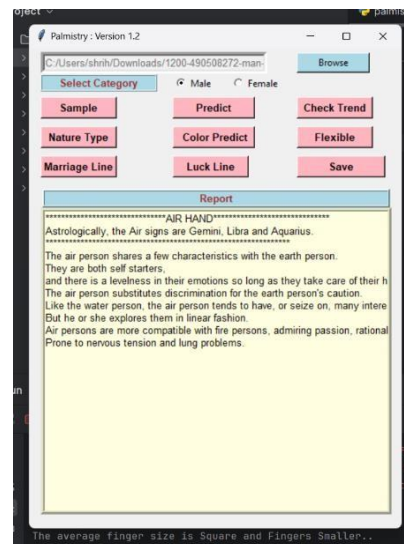 oject
palmis
Palmistry : Version 1.2
C:/Users/shrih/Downloads/1200-490508272-man-
Browse
Select Category Male Female
Sample Predict Check Trend
Nature Type Color Predict Flexible
Marriage Line Luck Line Save
Report
******************************AIR HAND*****************************
Astrologically, the Air signs are Gemini, Libra and Aquarius.
*************************************************************
The air person shares a few characteristics with the earth person.
They are both self starters,
and there is a levelness in their emotions so long as they take care of their h
The air person substitutes discrimination for the earth person's caution.
Like the water person, the air person tends to have, or seize on, many intere
But he or she explores them in linear fashion.
Air persons are more compatible with fire persons, admiring passion, rational
Prone to nervous tension and lung problems.
un
The average finger size is Square and Fingers Smaller..